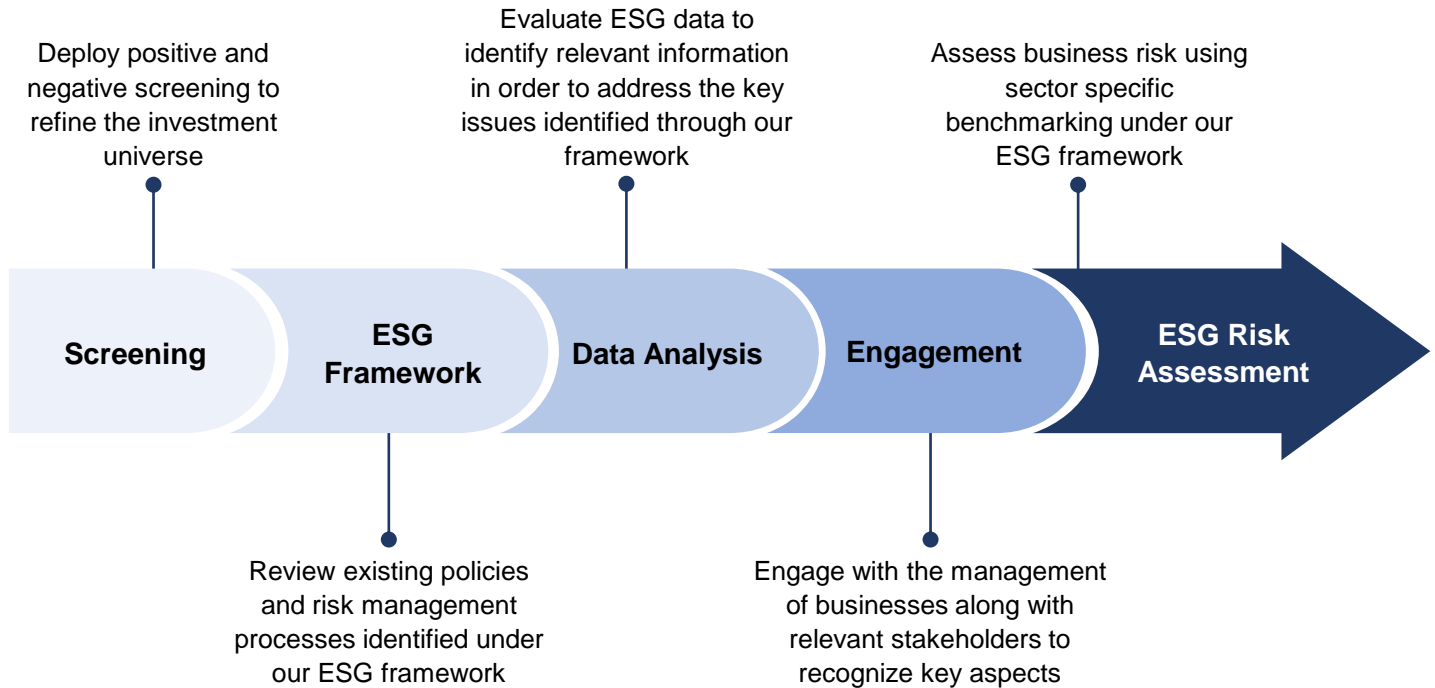 Deploy positive and
negative screening to
refine the investment
universe
Evaluate ESG data to
identify relevant information
in order to address the key
issues identified through our
framework
Assess business risk using
sector specific
benchmarking under our
ESG framework
Screening
ESG
Framework
Data Analysis
Engagement
ESG Risk
Assessment
Review existing policies
and risk management
processes identified under
our ESG framework
Engage with the management
of businesses along with
relevant stakeholders to
recognize key aspects